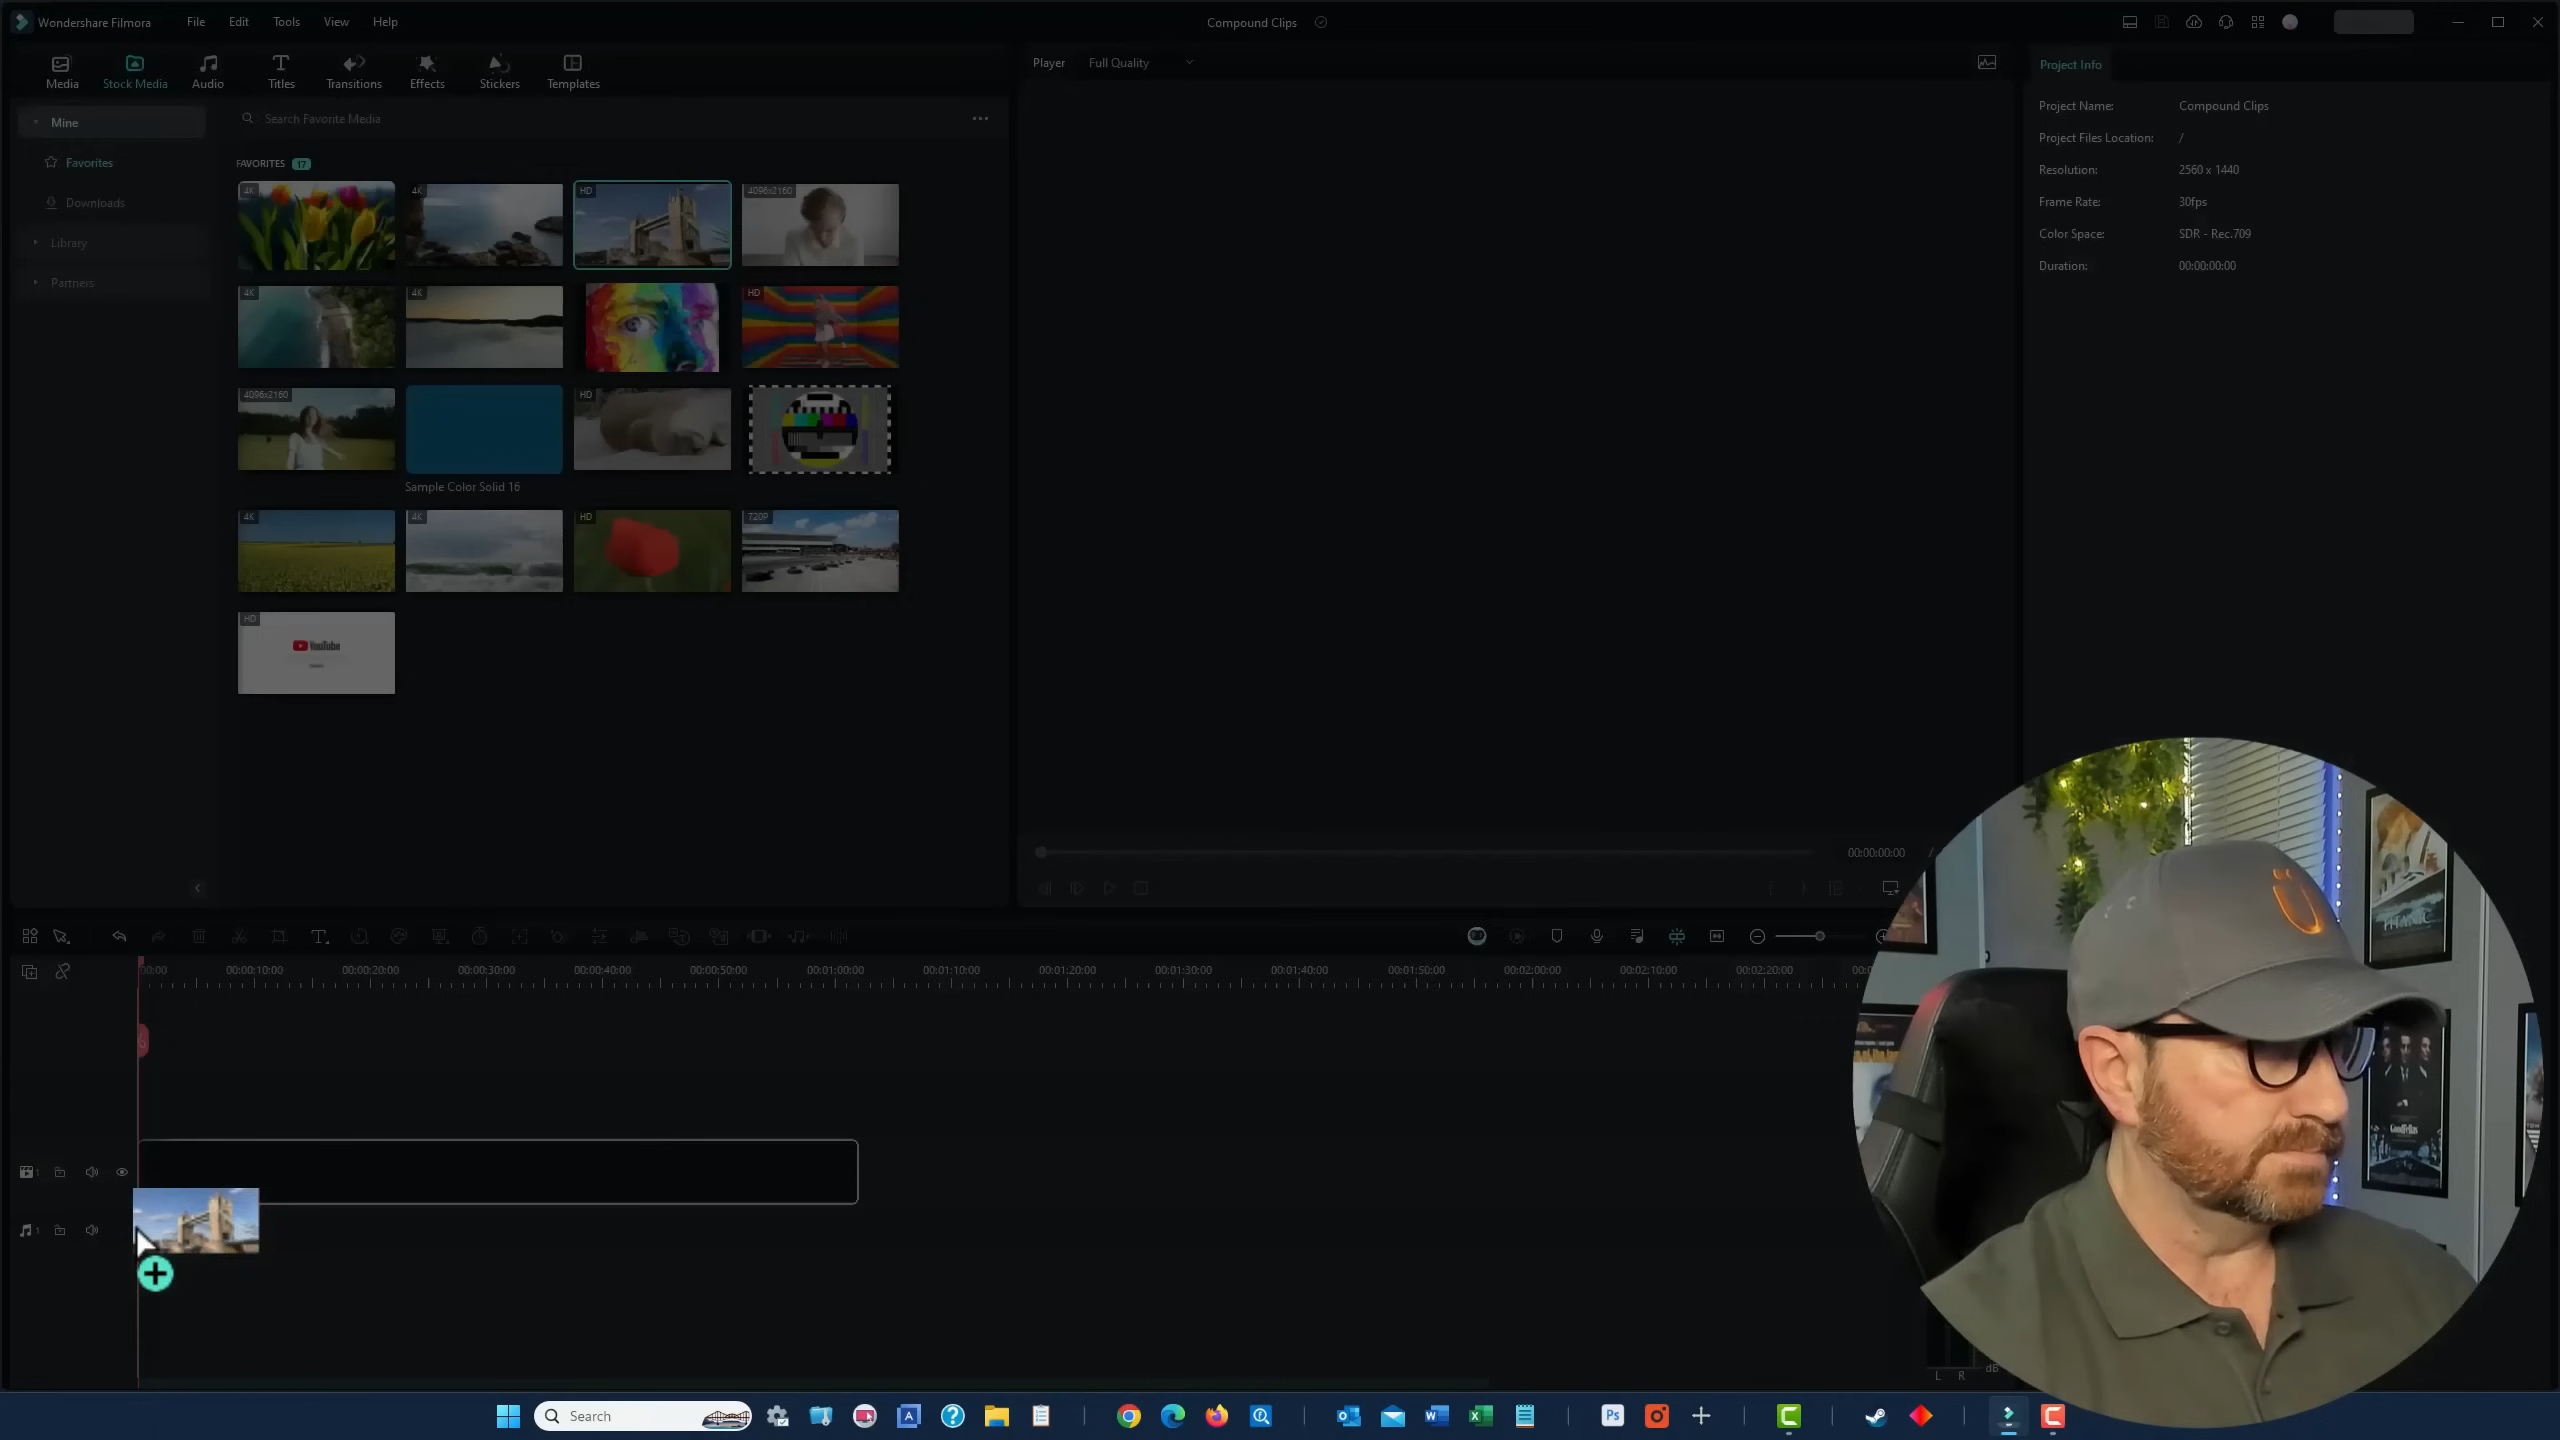 Wondershare Filmora File Edit Tools View Help Compound Clips
Media Stock Media Audio Titles Transitions Effects Stickers Templates
Player Full Quality
Project Info
Mine
Favorites
Downloads
Library
Partners
Search Favorite Media
FAVORITES 17
4K 4K HD 4096x2160
4K 4K HD
4096x2160 HD
Sample Color Solid 16
4K 4K HD 720P
HD
YouTube
Project Name: Compound Clips
Project Files Location: /
Resolution: 2560 x 1440
Frame Rate: 30fps
Color Space: SDR - Rec.709
Duration: 00:00:00:00
00:00:00:00 /
00:00 00:00:10:00 00:00:20:00 00:00:30:00 00:00:40:00 00:00:50:00 00:01:00:00 00:01:10:00 00:01:20:00 00:01:30:00 00:01:40:00 00:01:50:00 00:02:00:00 00:02:10:00 00:02:20:00
1
1
TITANIC
GoodFellas
dB
L R
Search
Ps